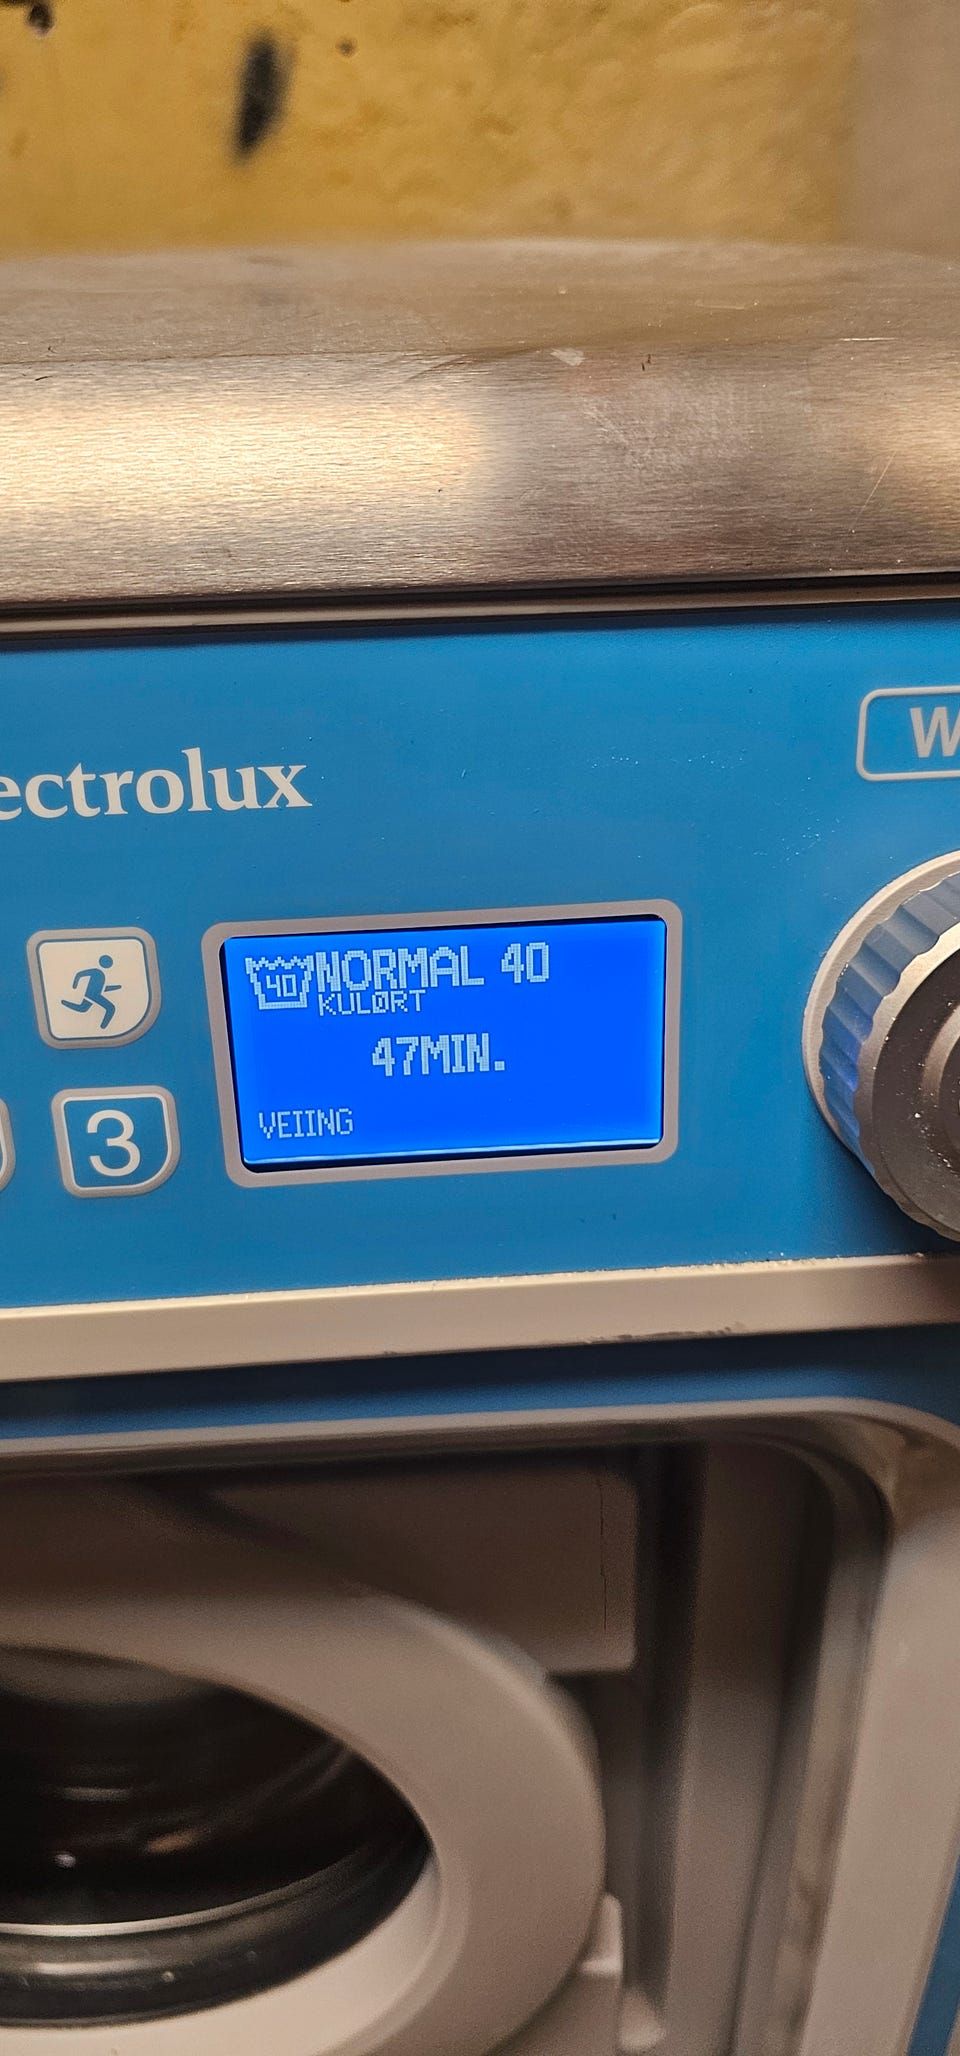 ectrolux
W
40 NORMAL 40
KULØRT
47MIN.
3
VEIING